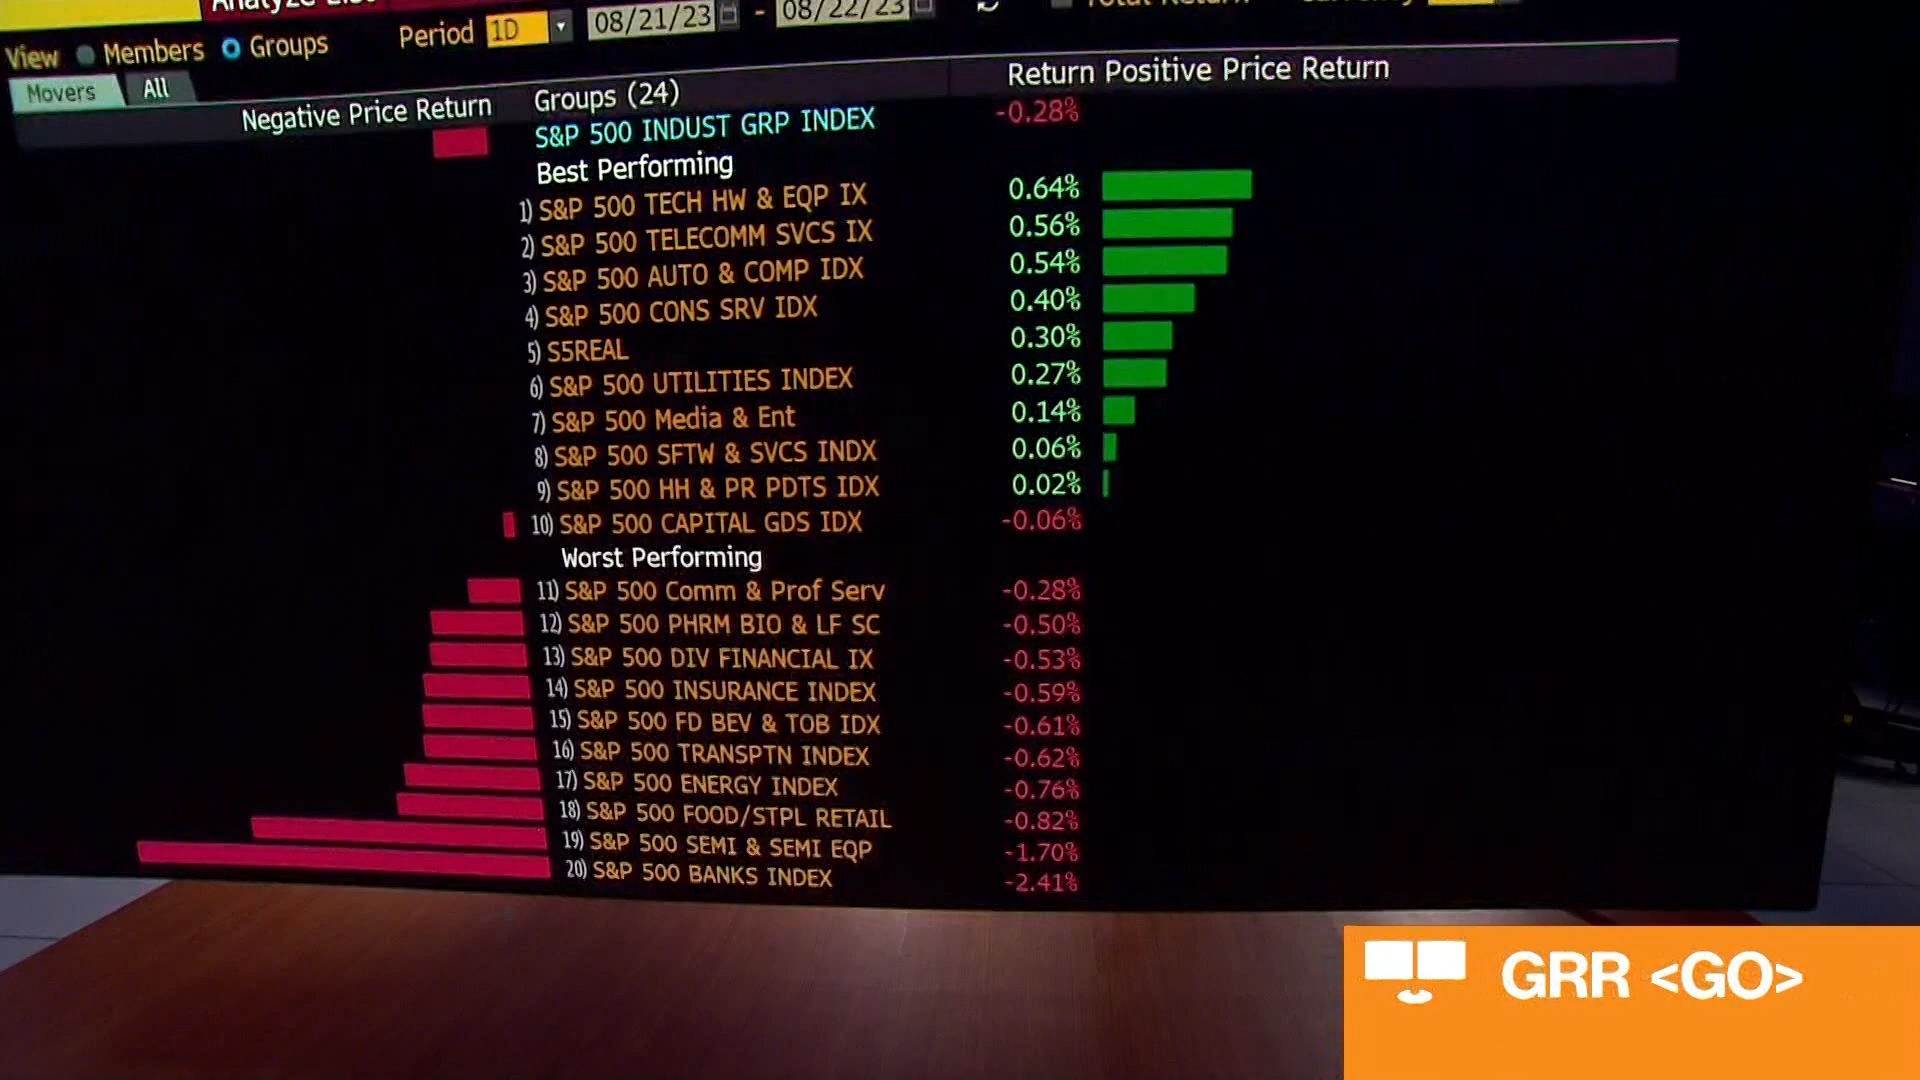 Analyze List
View Members Groups Period 1D 08/21/23 - 08/22/23 Total Return Currency
Movers All
Negative Price Return Groups (24) Return Positive Price Return
S&P 500 INDUST GRP INDEX -0.28%
Best Performing
1) S&P 500 TECH HW & EQP IX 0.64%
2) S&P 500 TELECOMM SVCS IX 0.56%
3) S&P 500 AUTO & COMP IDX 0.54%
4) S&P 500 CONS SRV IDX 0.40%
5) S5REAL 0.30%
6) S&P 500 UTILITIES INDEX 0.27%
7) S&P 500 Media & Ent 0.14%
8) S&P 500 SFTW & SVCS INDX 0.06%
9) S&P 500 HH & PR PDTS IDX 0.02%
10) S&P 500 CAPITAL GDS IDX -0.06%
Worst Performing
11) S&P 500 Comm & Prof Serv -0.28%
12) S&P 500 PHRM BIO & LF SC -0.50%
13) S&P 500 DIV FINANCIAL IX -0.53%
14) S&P 500 INSURANCE INDEX -0.59%
15) S&P 500 FD BEV & TOB IDX -0.61%
16) S&P 500 TRANSPTN INDEX -0.62%
17) S&P 500 ENERGY INDEX -0.76%
18) S&P 500 FOOD/STPL RETAIL -0.82%
19) S&P 500 SEMI & SEMI EQP -1.70%
20) S&P 500 BANKS INDEX -2.41%
GRR <GO>